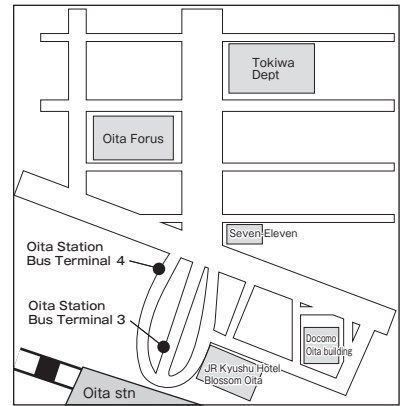 Tokiwa
Dept
Oita Forus
Seven-Eleven
Oita Station
Bus Terminal 4
Oita Station
Bus Terminal 3
Docomo
Oita building
JR Kyushu Hotel
Blossom Oita
Oita stn